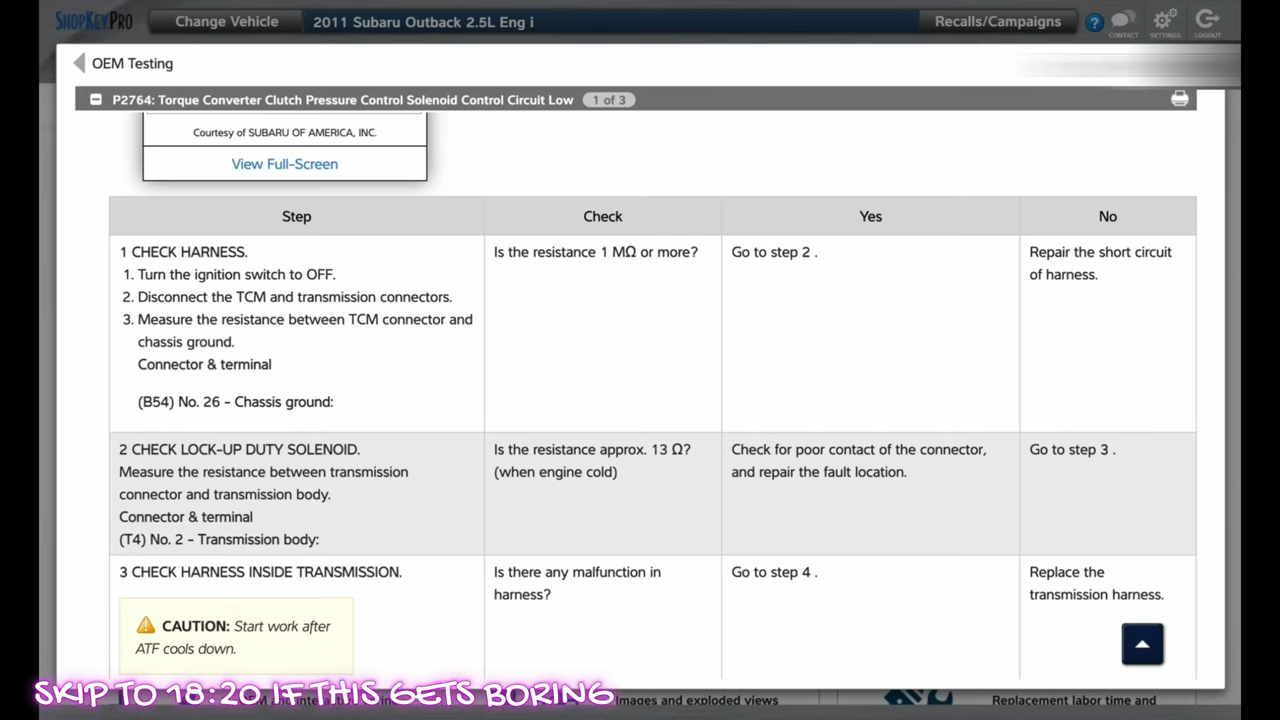 SHOPKEYPRO
Change Vehicle
2011 Subaru Outback 2.5L Eng i
Recalls/Campaigns
?
CONTACT
SETTINGS
LOGOUT
OEM Testing
P2764: Torque Converter Clutch Pressure Control Solenoid Control Circuit Low
1 of 3
Courtesy of SUBARU OF AMERICA, INC.
View Full-Screen
Step
Check
Yes
No
1 CHECK HARNESS.
1. Turn the ignition switch to OFF.
2. Disconnect the TCM and transmission connectors.
3. Measure the resistance between TCM connector and
chassis ground.
Connector & terminal
(B54) No. 26 - Chassis ground:
Is the resistance 1 MΩ or more?
Go to step 2 .
Repair the short circuit
of harness.
2 CHECK LOCK-UP DUTY SOLENOID.
Measure the resistance between transmission
connector and transmission body.
Connector & terminal
(T4) No. 2 - Transmission body:
Is the resistance approx. 13 Ω?
(when engine cold)
Check for poor contact of the connector,
and repair the fault location.
Go to step 3 .
3 CHECK HARNESS INSIDE TRANSMISSION.
CAUTION: Start work after
ATF cools down.
Is there any malfunction in
harness?
Go to step 4 .
Replace the
transmission harness.
SKIP TO 18:20 IF THIS GETS BORING
images and exploded views
Replacement labor time and